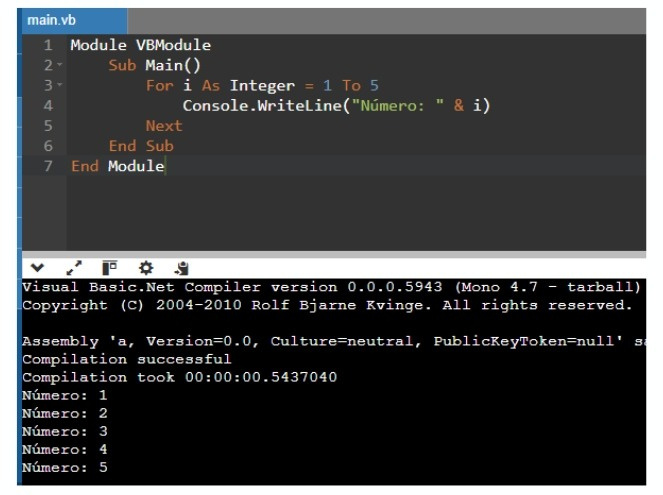 main.vb
1 Module VBModule
2 Sub Main()
3 For i As Integer = 1 To 5
4 Console.WriteLine("Número: " & i)
5 Next
6 End Sub
7 End Module
Visual Basic.Net Compiler version 0.0.0.5943 (Mono 4.7 - tarball)
Copyright (C) 2004-2010 Rolf Bjarne Kvinge. All rights reserved.
Assembly 'a, Version=0.0, Culture=neutral, PublicKeyToken=null'
Compilation successful
Compilation took 00:00:00.5437040
Número: 1
Número: 2
Número: 3
Número: 4
Número: 5